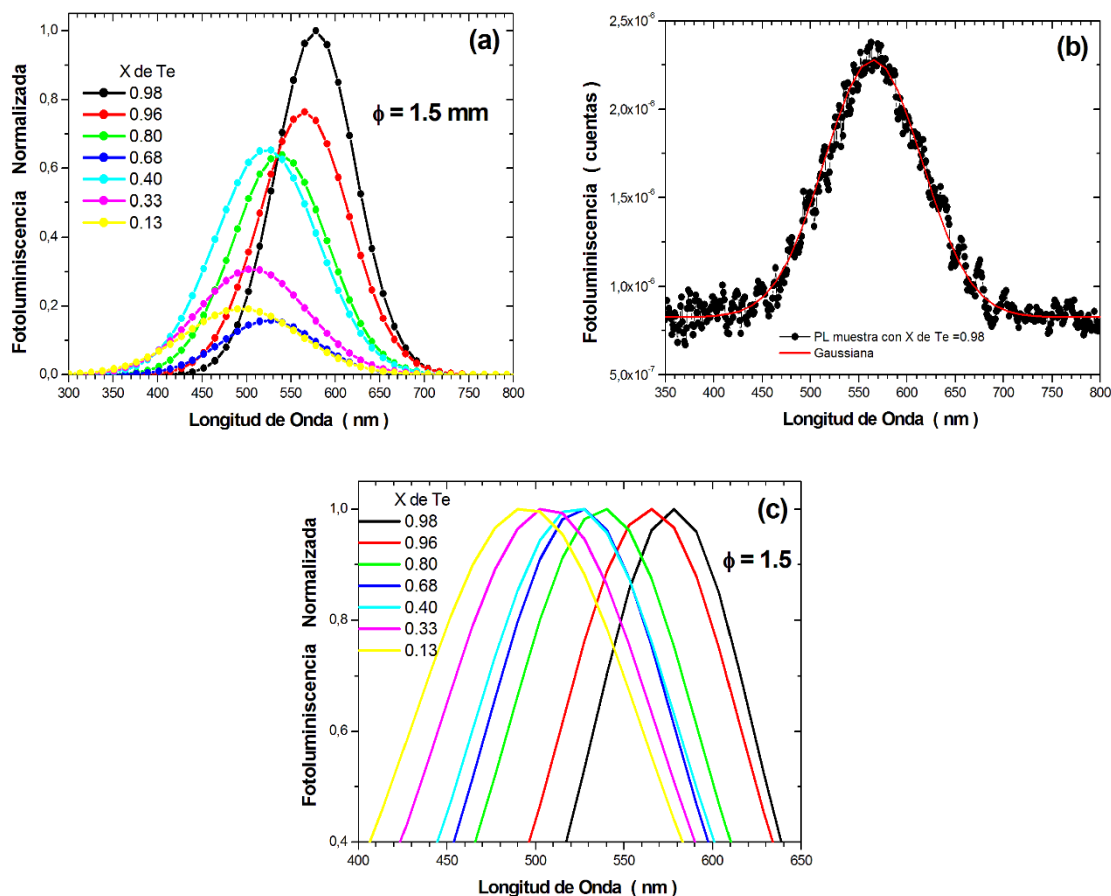 (a)
Fotoluminiscencia Normalizada
1,0
0,8
0,6
0,4
0,2
0,0
X de Te
0.98
0.96
0.80
0.68
0.40
0.33
0.13
ϕ = 1.5 mm
300 350 400 450 500 550 600 650 700 750 800
Longitud de Onda ( nm )
(b)
Fotoluminiscencia ( cuentas )
2,5x10⁻⁶
2,0x10⁻⁶
1,5x10⁻⁶
1,0x10⁻⁶
5,0x10⁻⁷
PL muestra con X de Te =0.98
Gaussiana
350 400 450 500 550 600 650 700 750 800
Longitud de Onda ( nm )
(c)
Fotoluminiscencia Normalizada
1,0
0,8
0,6
0,4
X de Te
0.98
0.96
0.80
0.68
0.40
0.33
0.13
ϕ = 1.5
400 450 500 550 600 650
Longitud de Onda ( nm )